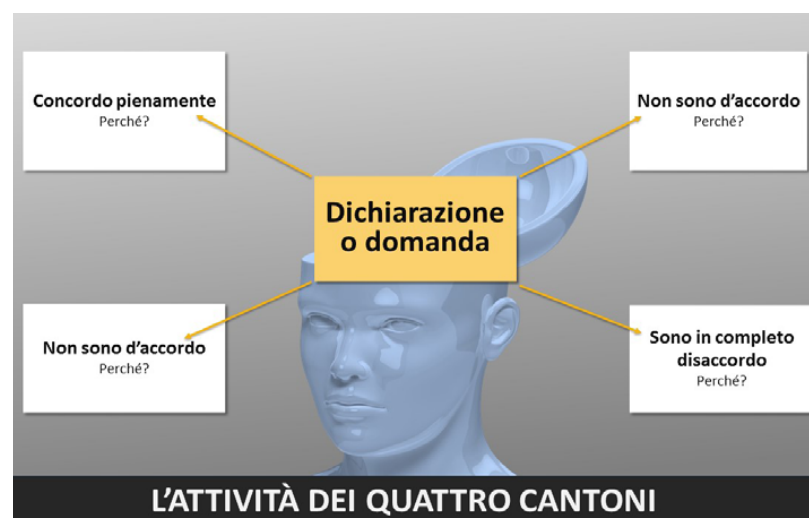 Concordo pienamente
Perché?
Non sono d'accordo
Perché?
Dichiarazione
o domanda
Non sono d'accordo
Perché?
Sono in completo
disaccordo
Perché?
L'ATTIVITÀ DEI QUATTRO CANTONI